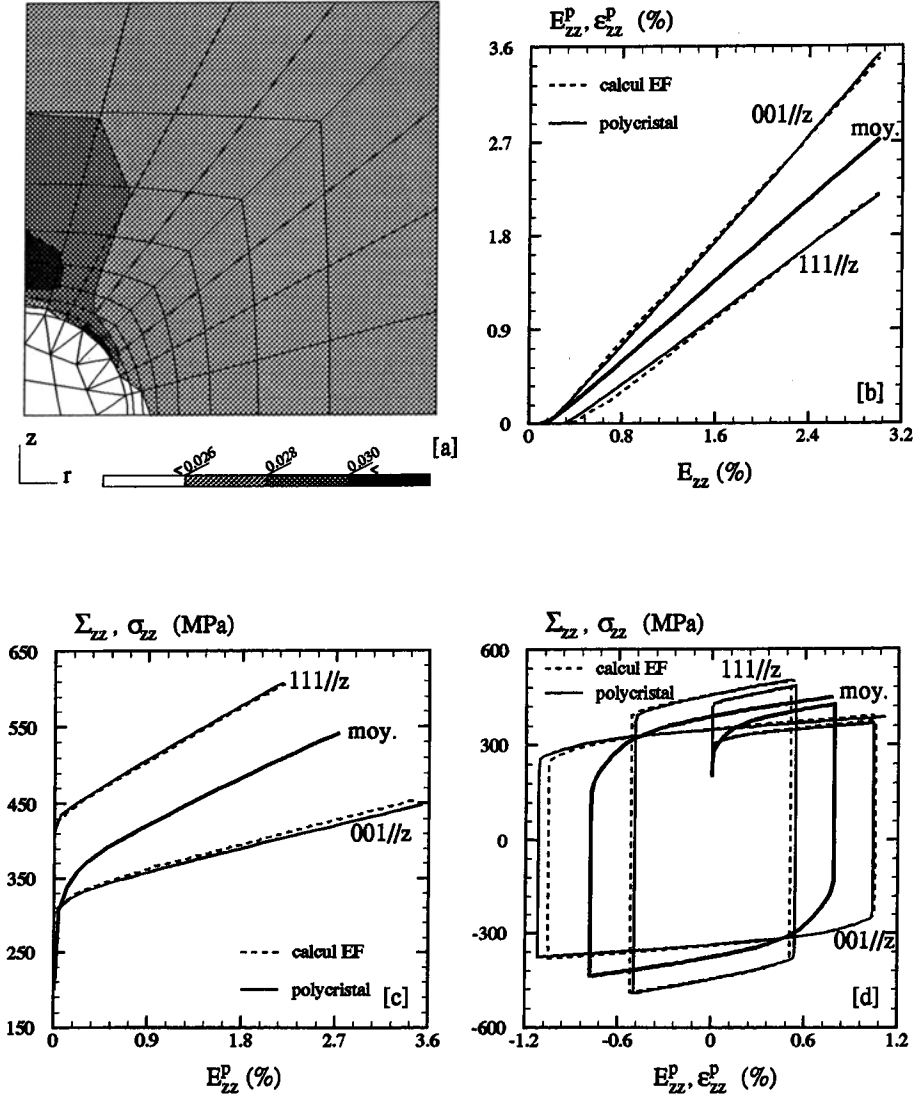 z
r
[a]
<0.026
0.028
0.030<
E^p_zz, ε^p_zz (%)
3.6
2.7
1.8
0.9
0
calcul EF
polycristal
001//z
moy.
111//z
[b]
0 0.8 1.6 2.4 3.2
E_zz (%)
Σ_zz, σ_zz (MPa)
650
550
450
350
250
150
111//z
moy.
001//z
calcul EF
polycristal
[c]
0 0.9 1.8 2.7 3.6
E^p_zz (%)
Σ_zz, σ_zz (MPa)
600
300
0
-300
-600
calcul EF
polycristal
111//z
moy.
001//z
[d]
-1.2 -0.6 0 0.6 1.2
E^p_zz, ε^p_zz (%)